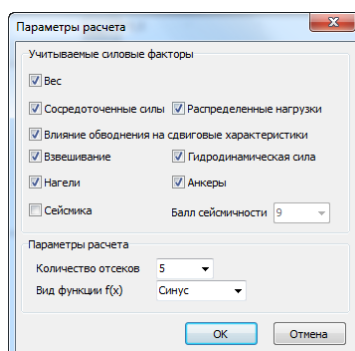 Параметры расчета
Учитываемые силовые факторы
Вес
Сосредоточенные силы Распределенные нагрузки
Влияние обводнения на сдвиговые характеристики
Взвешивание Гидродинамическая сила
Нагели Анкеры
Сейсмика Балл сейсмичности 9
Параметры расчета
Количество отсеков 5
Вид функции f(x) Синус
OK Отмена